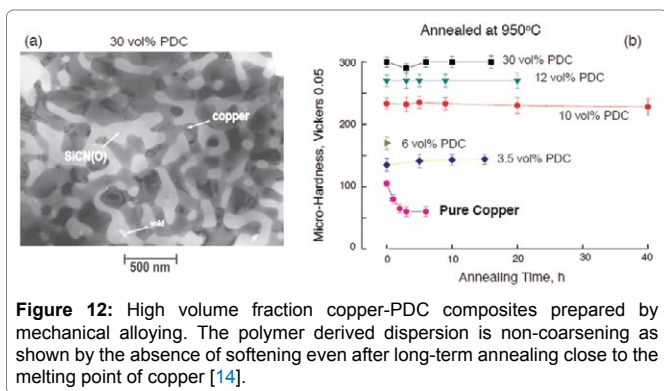 (a)
30 vol% PDC
copper
SICN(O)
void
500 nm
Annealed at 950°C
(b)
Micro-Hardness, Vickers 0.05
300
200
100
0
30 vol% PDC
12 vol% PDC
10 vol% PDC
6 vol% PDC
3.5 vol% PDC
Pure Copper
0
10
20
30
40
Annealing Time, h
Figure 12: High volume fraction copper-PDC composites prepared by
mechanical alloying. The polymer derived dispersion is non-coarsening as
shown by the absence of softening even after long-term annealing close to the
melting point of copper [14].